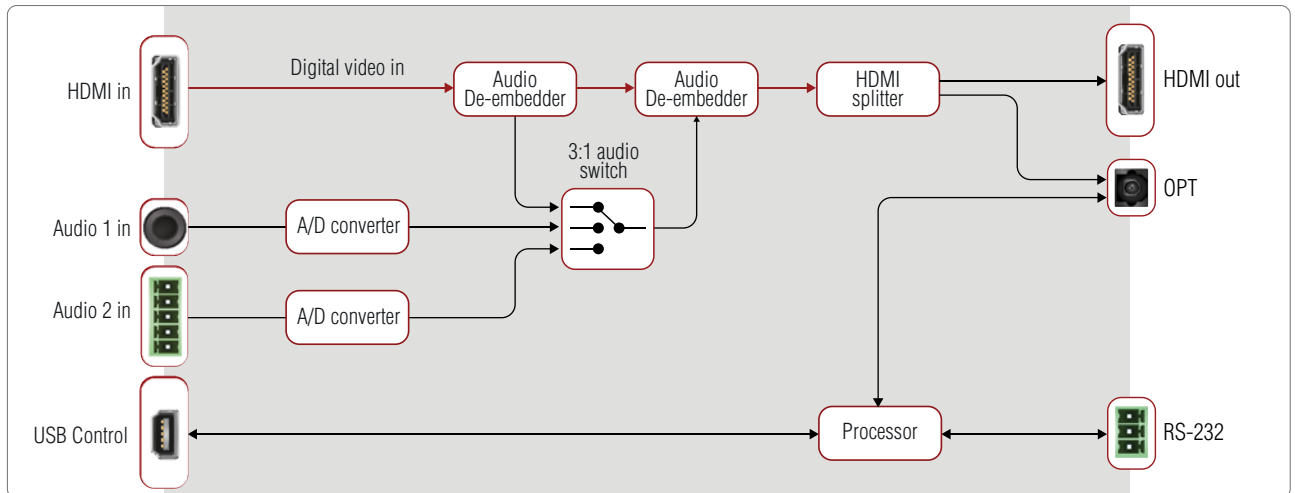 HDMI in
Digital video in
Audio
De-embedder
Audio
De-embedder
HDMI
splitter
HDMI out
3:1 audio
switch
OPT
Audio 1 in
A/D converter
Audio 2 in
A/D converter
USB Control
Processor
RS-232